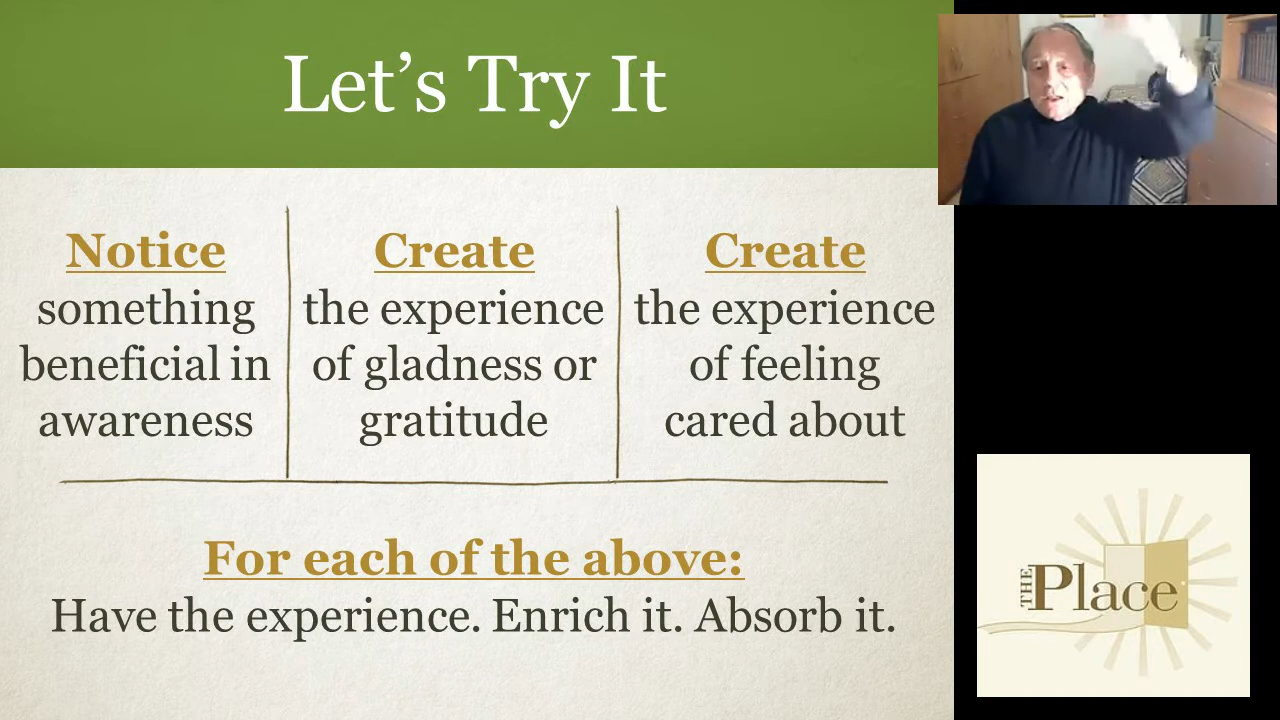 Let’s Try It
Notice
something
beneficial in
awareness
Create
the experience
of gladness or
gratitude
Create
the experience
of feeling
cared about
For each of the above:
Have the experience. Enrich it. Absorb it.
THE Place